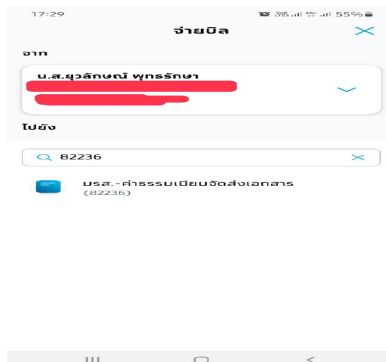 17:29
55%
จ่ายบิล
จาก
น.ส.ยุวลักษณ์ พุทธรักษา
ไปยัง
82236
มรส.-ค่าธรรมเนียมจัดส่งเอกสาร
(82236)